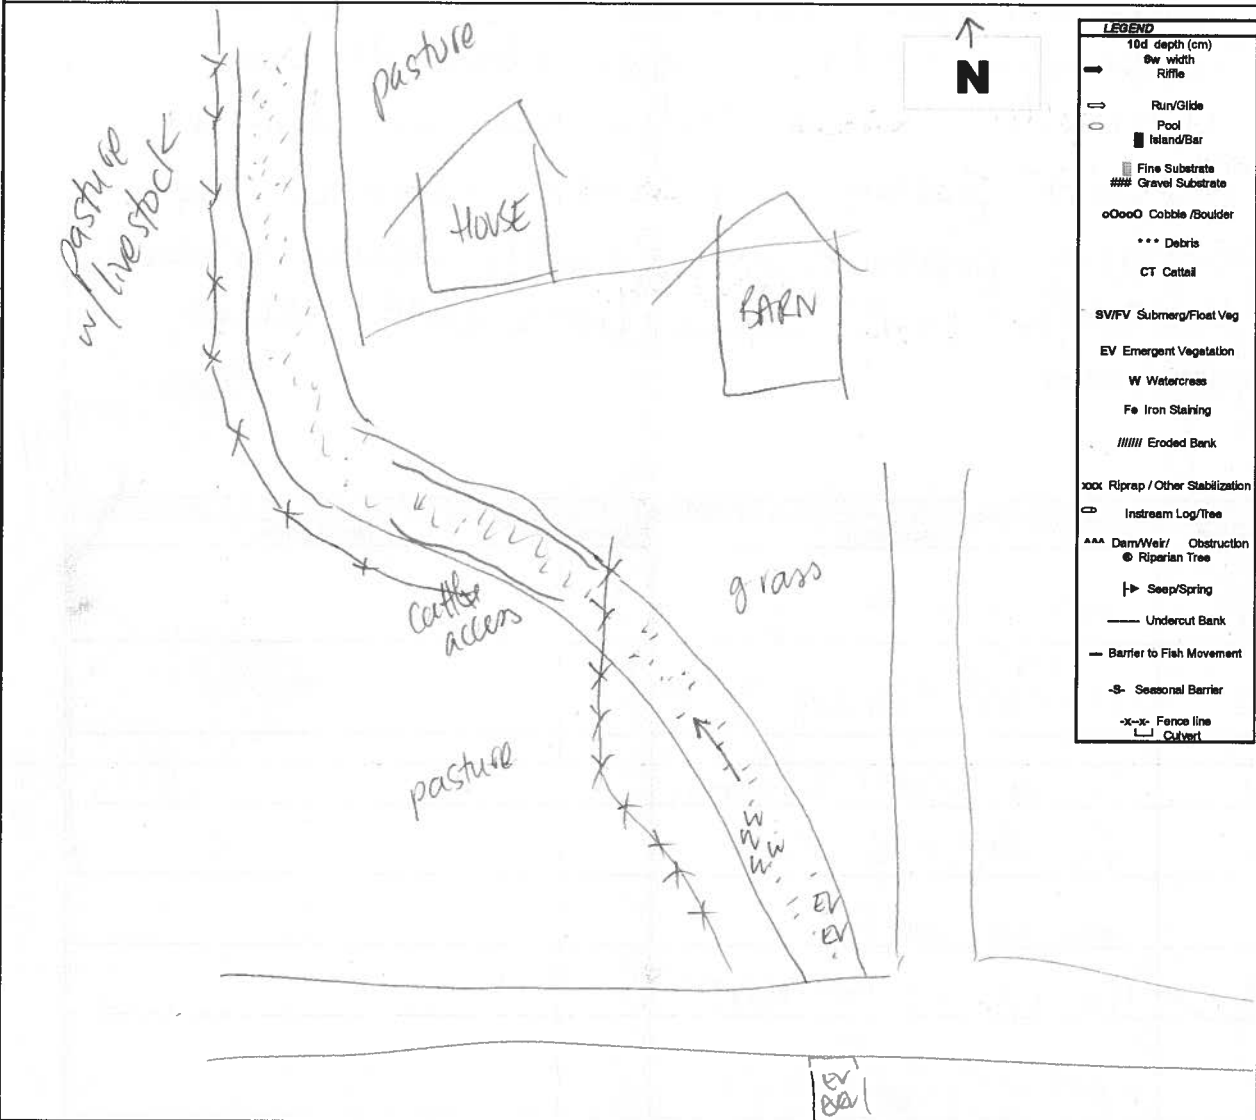 pasture
N
pasture
w/livestock
HOUSE
BARN
cattle
access
grass
pasture
W
W
W W
W
EV
EV
EV
LEGEND
10d depth (cm)
6w width
Riffle
Run/Glide
Pool
Island/Bar
Fine Substrate
### Gravel Substrate
oOooO Cobble /Boulder
*** Debris
CT Cattail
SV/FV Submerg/Float Veg
EV Emergent Vegetation
W Watercress
Fe Iron Staining
/////// Eroded Bank
xxx Riprap / Other Stabilization
Instream Log/Tree
^^^ Dam/Weir/ Obstruction
Riparian Tree
Seep/Spring
Undercut Bank
Barrier to Fish Movement
-S- Seasonal Barrier
-x--x- Fence line
Culvert